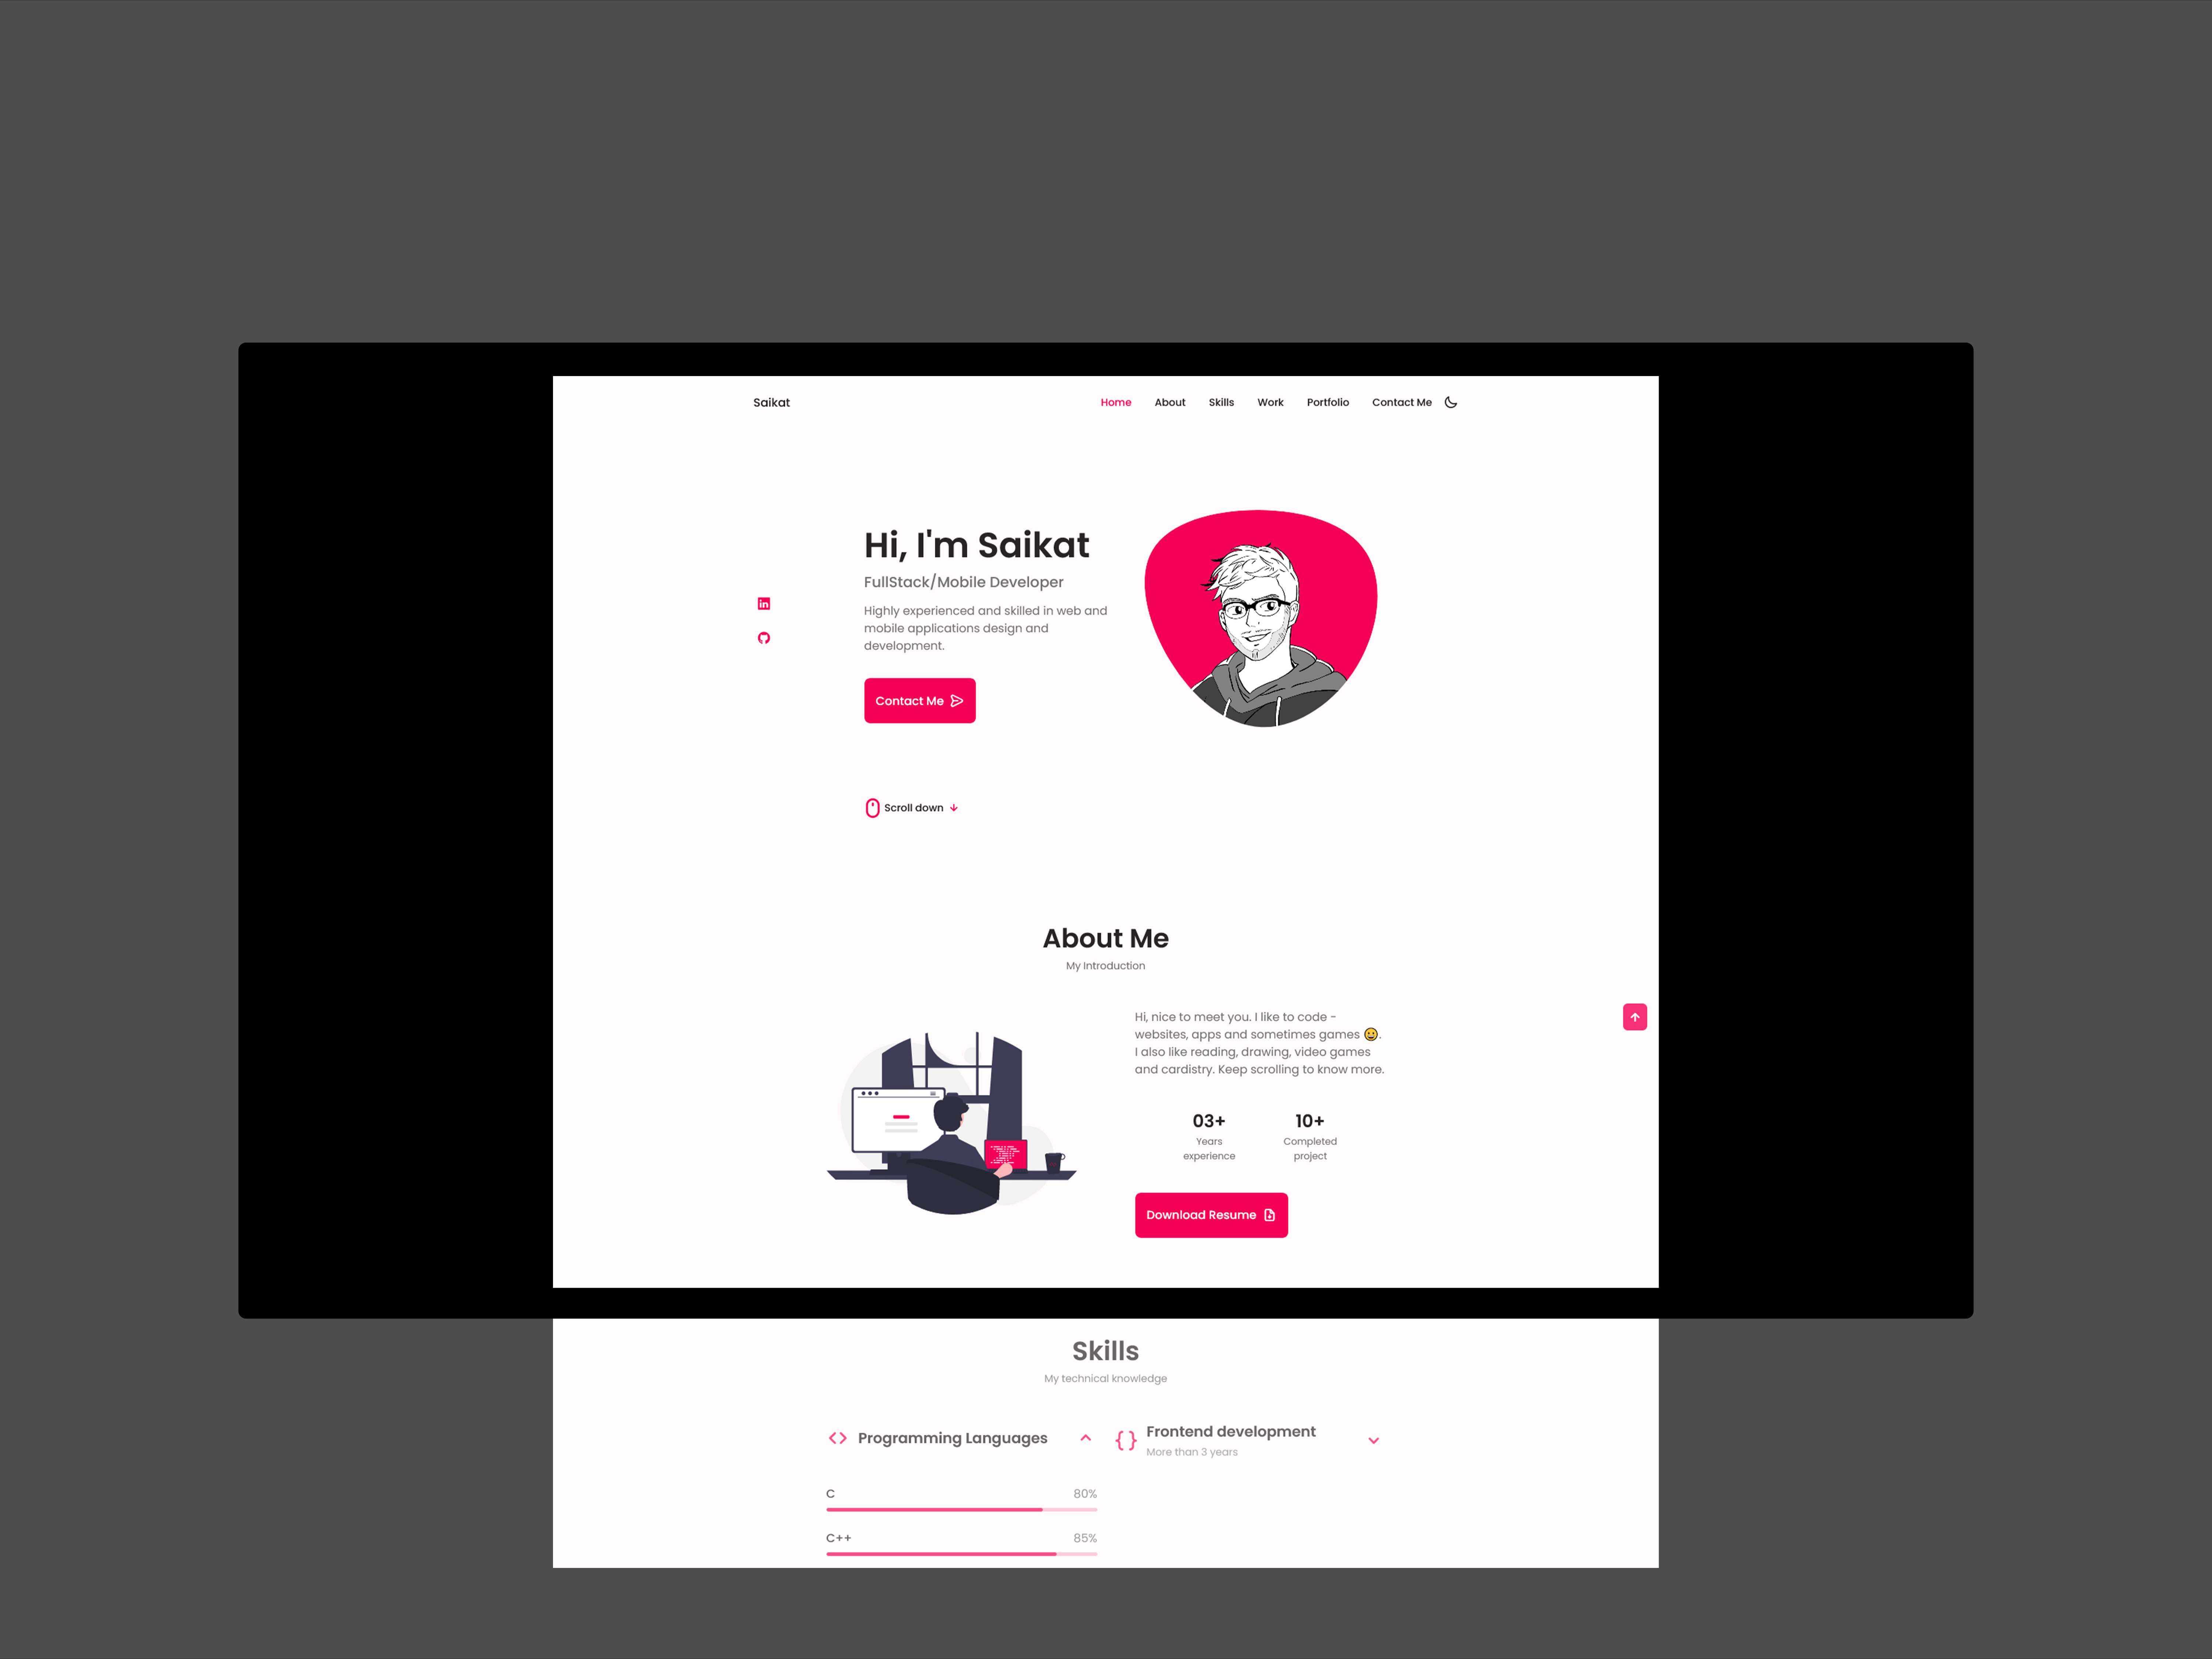 Saikat
Home About Skills Work Portfolio Contact Me
Hi, I'm Saikat
FullStack/Mobile Developer
Highly experienced and skilled in web and
mobile applications design and
development.
Contact Me
Scroll down
About Me
My Introduction
Hi, nice to meet you. I like to code -
websites, apps and sometimes games 😃.
I also like reading, drawing, video games
and cardistry. Keep scrolling to know more.
03+
Years
experience
10+
Completed
project
Download Resume
Skills
My technical knowledge
Programming Languages
C 80%
C++ 85%
Frontend development
More than 3 years